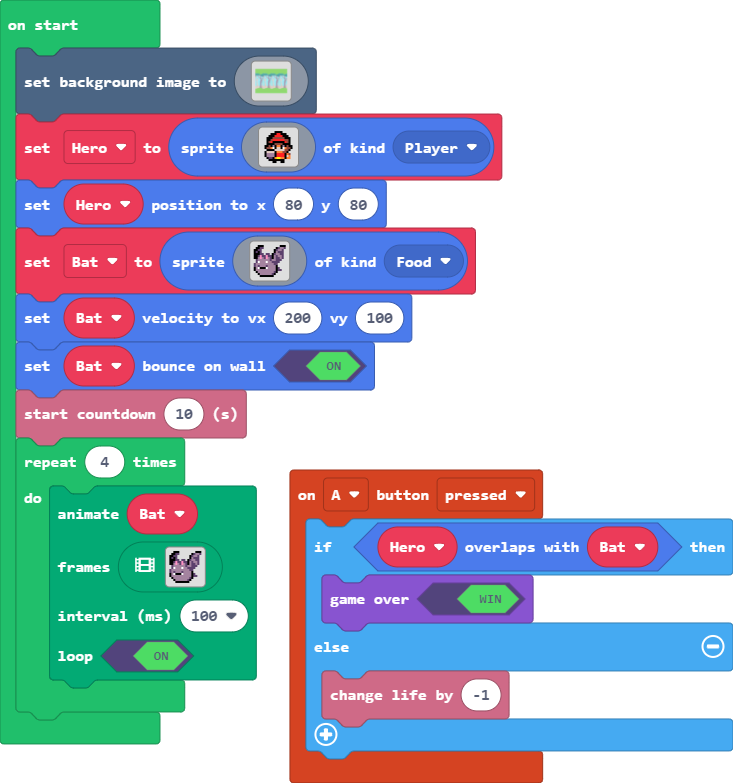 on start
set background image to
set Hero to sprite of kind Player
set Hero position to x 80 y 80
set Bat to sprite of kind Food
set Bat velocity to vx 200 vy 100
set Bat bounce on wall ON
start countdown 10 (s)
repeat 4 times
do
animate Bat
frames
interval (ms) 100
loop ON
on A button pressed
if Hero overlaps with Bat then
game over WIN
else
change life by -1